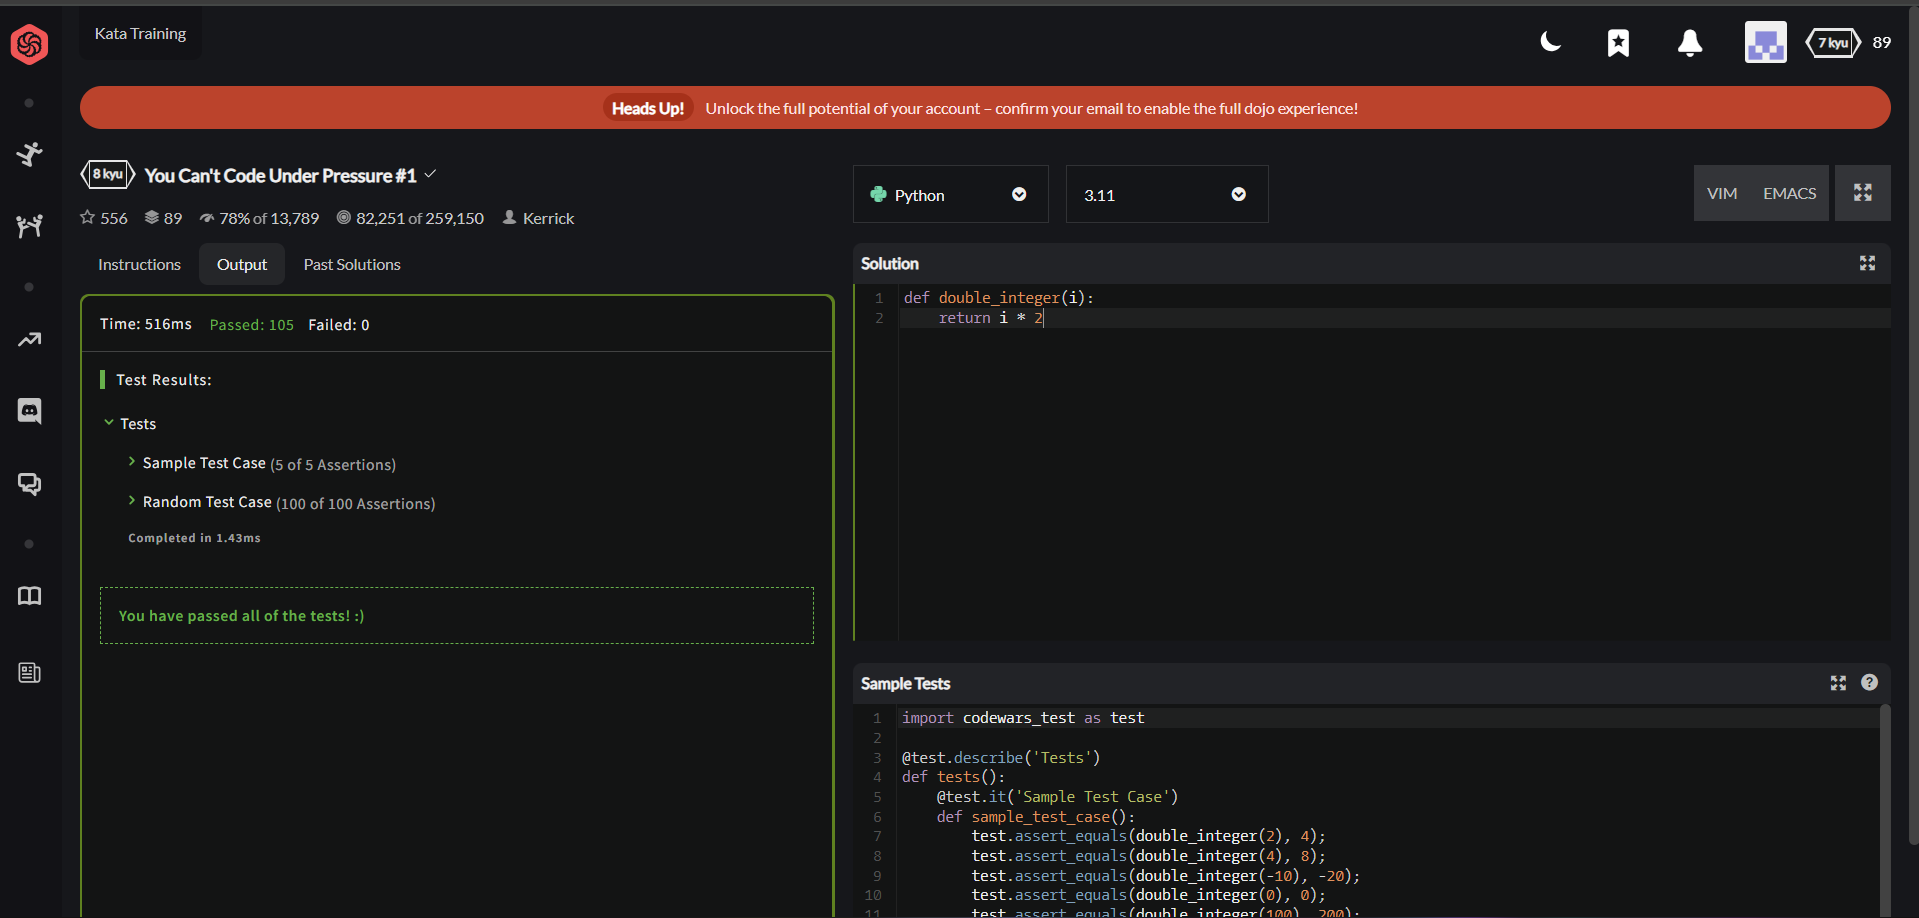 Kata Training
7 kyu 89
Heads Up! Unlock the full potential of your account – confirm your email to enable the full dojo experience!
8 kyu You Can't Code Under Pressure #1
556 89 78% of 13,789 82,251 of 259,150 Kerrick
Instructions Output Past Solutions
Time: 516ms Passed: 105 Failed: 0
Test Results:
Tests
Sample Test Case (5 of 5 Assertions)
Random Test Case (100 of 100 Assertions)
Completed in 1.43ms
You have passed all of the tests! :)
Python 3.11 VIM EMACS
Solution
1 def double_integer(i):
2     return i * 2
Sample Tests
?
1 import codewars_test as test
2
3 @test.describe('Tests')
4 def tests():
5     @test.it('Sample Test Case')
6     def sample_test_case():
7         test.assert_equals(double_integer(2), 4);
8         test.assert_equals(double_integer(4), 8);
9         test.assert_equals(double_integer(-10), -20);
10         test.assert_equals(double_integer(0), 0);
11         test.assert_equals(double_integer(100), 200);